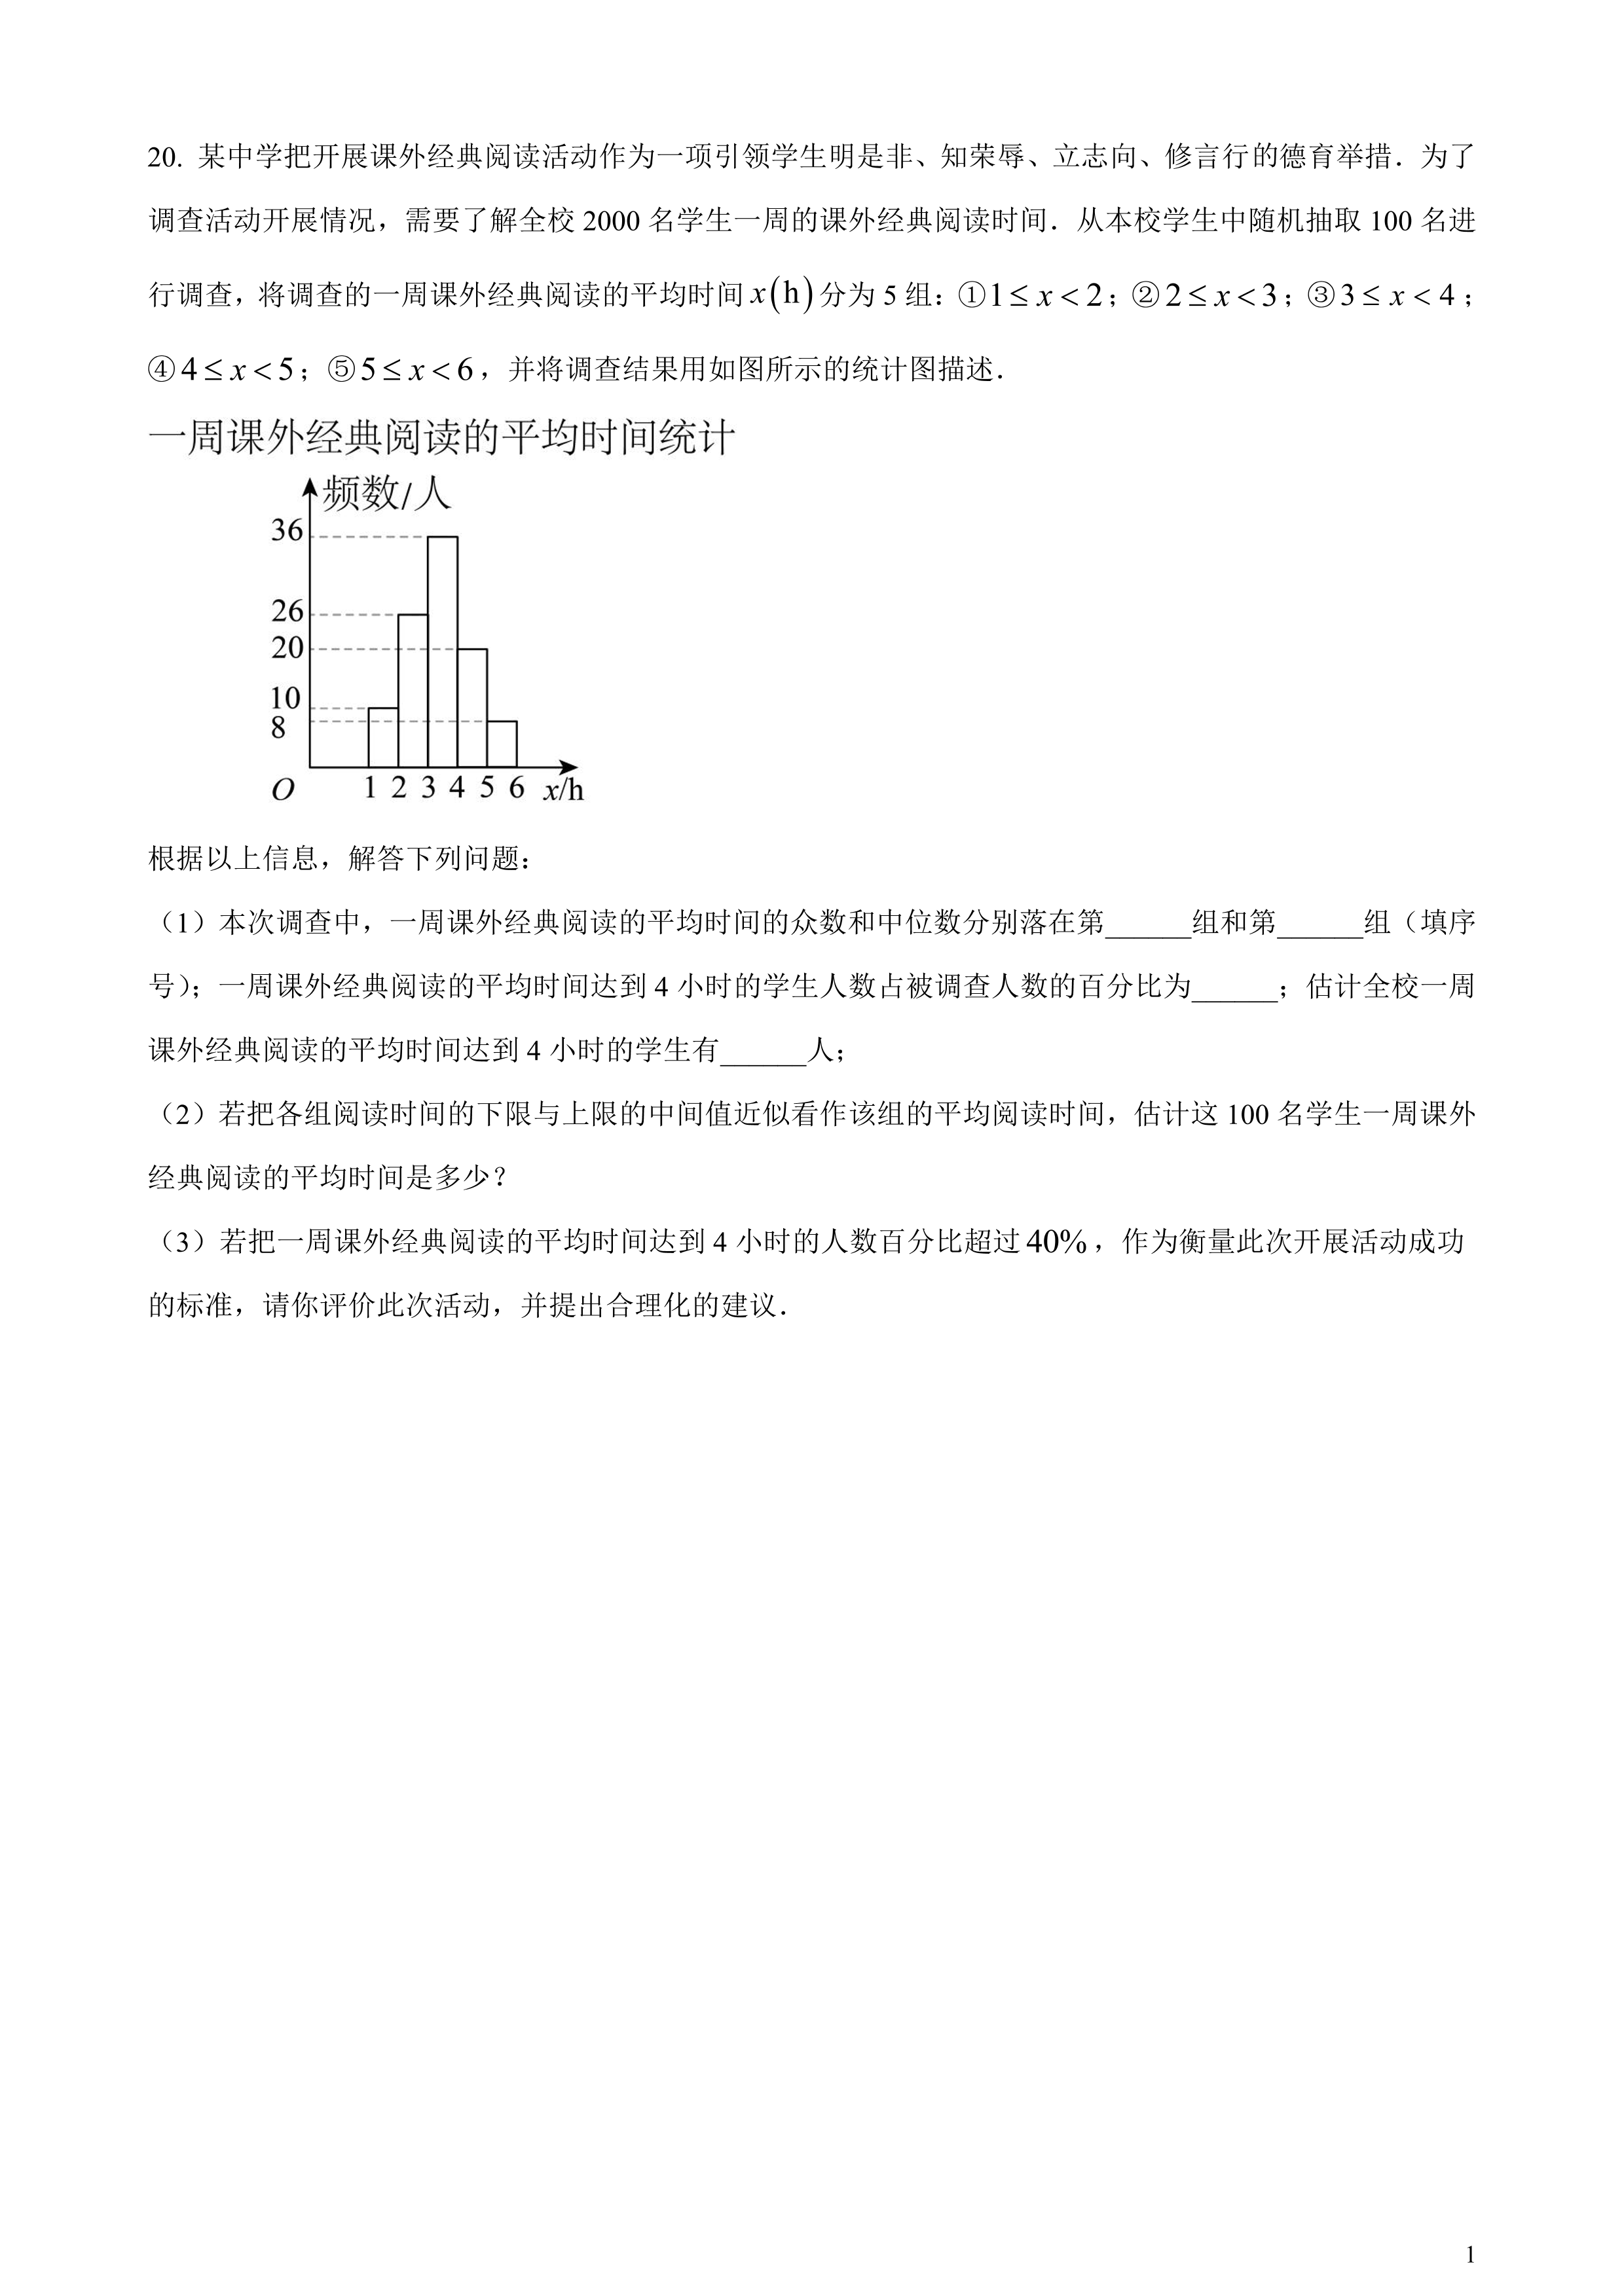 20. 某中学把开展课外经典阅读活动作为一项引领学生明是非、知荣辱、立志向、修言行的德育举措．为了
调查活动开展情况，需要了解全校 2000 名学生一周的课外经典阅读时间．从本校学生中随机抽取 100 名进
行调查，将调查的一周课外经典阅读的平均时间 x(h) 分为 5 组：①1≤x<2；②2≤x<3；③3≤x<4；
④4≤x<5；⑤5≤x<6，并将调查结果用如图所示的统计图描述．
一周课外经典阅读的平均时间统计
频数/人
36
26
20
10
8
O 1 2 3 4 5 6 x/h
根据以上信息，解答下列问题：
（1）本次调查中，一周课外经典阅读的平均时间的众数和中位数分别落在第______组和第______组（填序
号）；一周课外经典阅读的平均时间达到 4 小时的学生人数占被调查人数的百分比为______；估计全校一周
课外经典阅读的平均时间达到 4 小时的学生有______人；
（2）若把各组阅读时间的下限与上限的中间值近似看作该组的平均阅读时间，估计这 100 名学生一周课外
经典阅读的平均时间是多少？
（3）若把一周课外经典阅读的平均时间达到 4 小时的人数百分比超过 40%，作为衡量此次开展活动成功
的标准，请你评价此次活动，并提出合理化的建议．
1